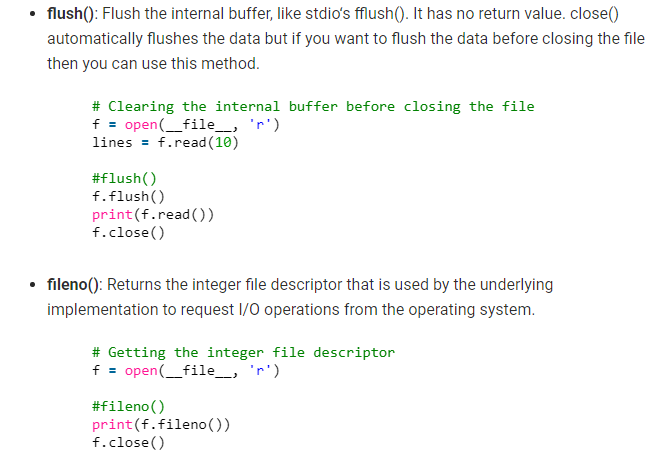 • flush(): Flush the internal buffer, like stdio's fflush(). It has no return value. close()
automatically flushes the data but if you want to flush the data before closing the file
then you can use this method.
# Clearing the internal buffer before closing the file
f = open(__file__, 'r')
lines = f.read(10)
#flush()
f.flush()
print(f.read())
f.close()
• fileno(): Returns the integer file descriptor that is used by the underlying
implementation to request I/O operations from the operating system.
# Getting the integer file descriptor
f = open(__file__, 'r')
#fileno()
print(f.fileno())
f.close()